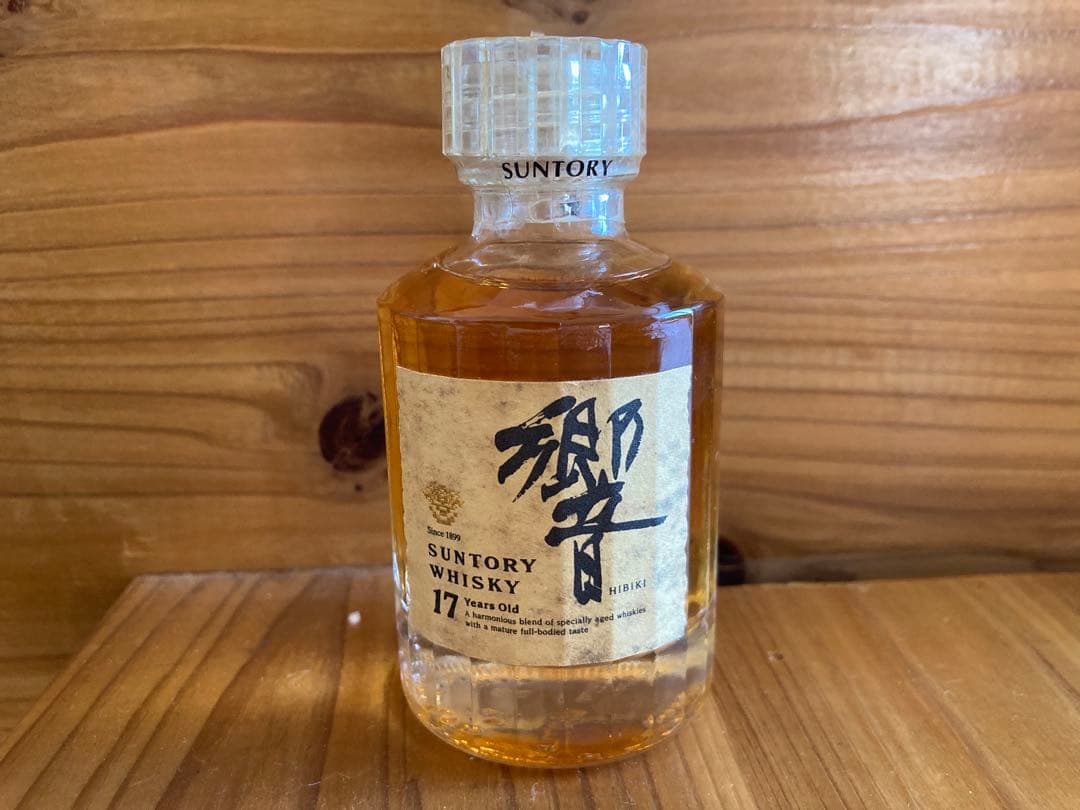 SUNTORY
響
Since 1899
SUNTORY
WHISKY
HIBIKI
17 Years Old
A harmonious blend of specially aged whiskies
with a mature full-bodied taste